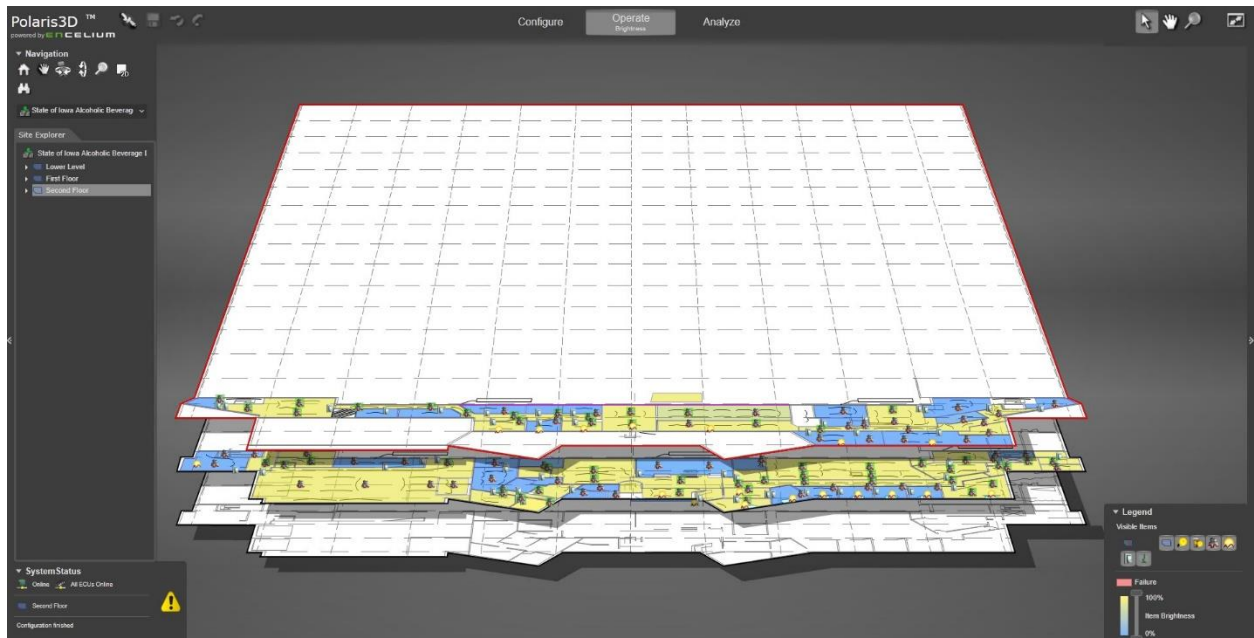 Polaris3D ™
powered by ENCELIUM
Configure
Operate
Brightness
Analyze
Navigation
State of Iowa Alcoholic Beverag
Site Explorer
State of Iowa Alcoholic Beverage
Lower Level
First Floor
Second Floor
System Status
Online
All ECUs Online
Second Floor
Configuration finished
Legend
Visible Items
Failure
100%
Item Brightness
0%